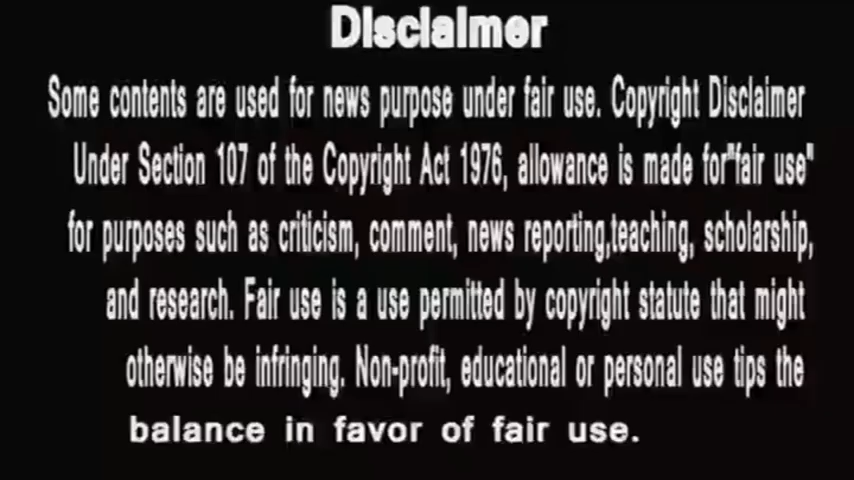 Disclaimer
Some contents are used for news purpose under fair use. Copyright Disclaimer
Under Section 107 of the Copyright Act 1976, allowance is made for"fair use"
for purposes such as criticism, comment, news reporting,teaching, scholarship,
and research. Fair use is a use permitted by copyright statute that might
otherwise be infringing. Non-profit, educational or personal use tips the
balance in favor of fair use.